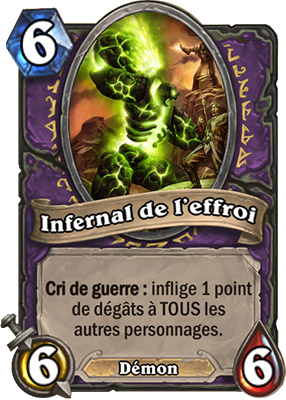 6
Infernal de l'effroi
Cri de guerre : inflige 1 point
de dégâts à TOUS les
autres personnages.
6
Démon
6